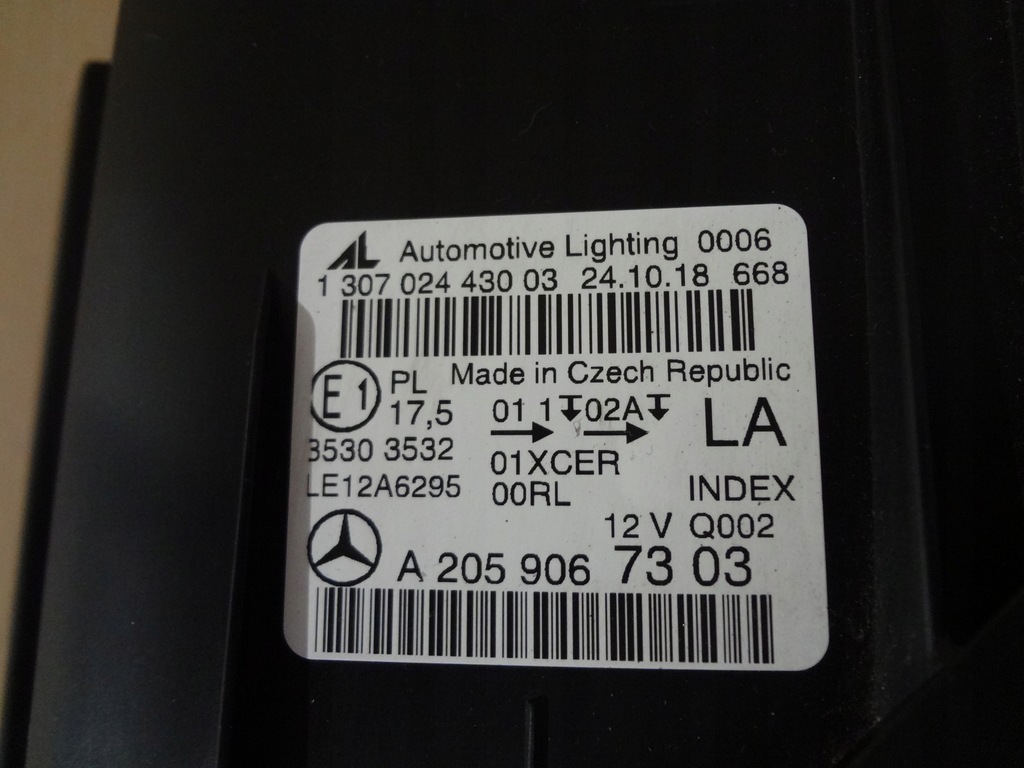 AL Automotive Lighting 0006
1 307 024 430 03 24.10.18 668
Made in Czech Republic
E1 PL
17,5
01 1 02A
LA
3530 3532
01XCER
LE12A6295
00RL
INDEX
12 V Q002
A 205 906 73 03